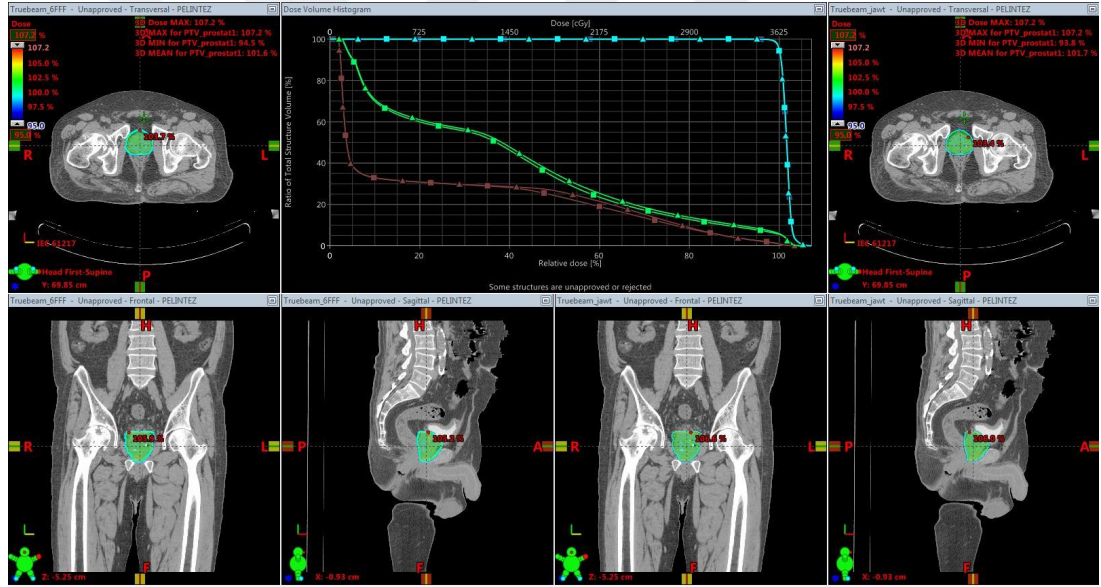 Truebeam_6FFF - Unapproved - Transversal - PELINTEZ
Dose
107.2 %
107.2
105.0 %
102.5 %
100.0 %
97.5 %
95.0
95.0 %
3D Dose MAX: 107.2 %
3D MAX for PTV_prostat1: 107.2 %
3D MIN for PTV_prostat1: 94.5 %
3D MEAN for PTV_prostat1: 101.6 %
R
L
L
IEC 61217
Head First-Supine
Y: 69.85 cm
P
Dose Volume Histogram
Dose [cGy]
0 725 1450 2175 2900 3625
Ratio of Total Structure Volume [%]
100
80
60
40
20
0
0 20 40 60 80 100
Relative dose [%]
Some structures are unapproved or rejected
Truebeam_jawt - Unapproved - Transversal - PELINTEZ
Dose
107.2 %
107.2
105.0 %
102.5 %
100.0 %
97.5 %
95.0
95.0 %
3D Dose MAX: 107.2 %
3D MAX for PTV_prostat1: 107.2 %
3D MIN for PTV_prostat1: 93.8 %
3D MEAN for PTV_prostat1: 101.7 %
R
L
L
IEC 61217
Head First-Supine
Y: 69.85 cm
P
Truebeam_6FFF - Unapproved - Frontal - PELINTEZ
H
R
L
L
F
Z: -5.25 cm
Truebeam_6FFF - Unapproved - Sagittal - PELINTEZ
H
P
A
L
F
X: -0.93 cm
Truebeam_jawt - Unapproved - Frontal - PELINTEZ
H
R
L
L
F
Z: -5.25 cm
Truebeam_jawt - Unapproved - Sagittal - PELINTEZ
H
P
A
L
F
X: -0.93 cm